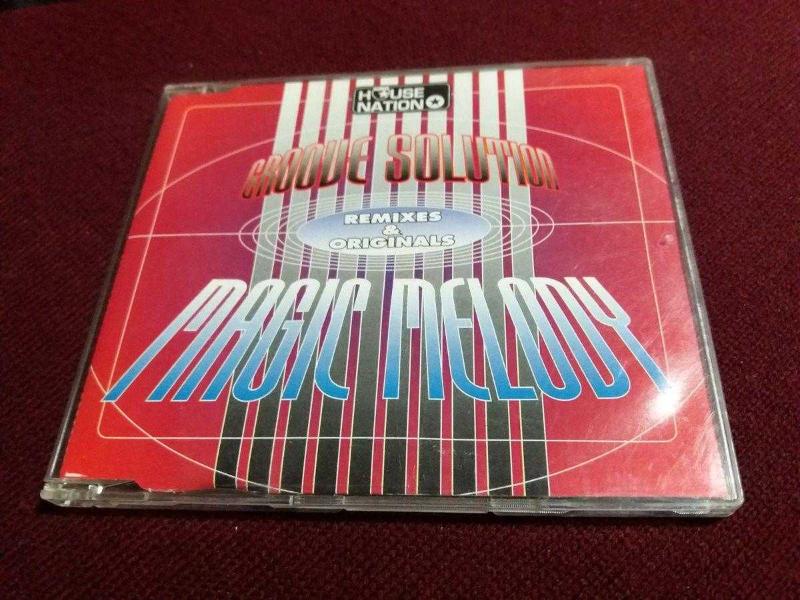 HOUSE
NATION
GROOVE SOLUTION
REMIXES
&
ORIGINALS
MAGIC MELODY